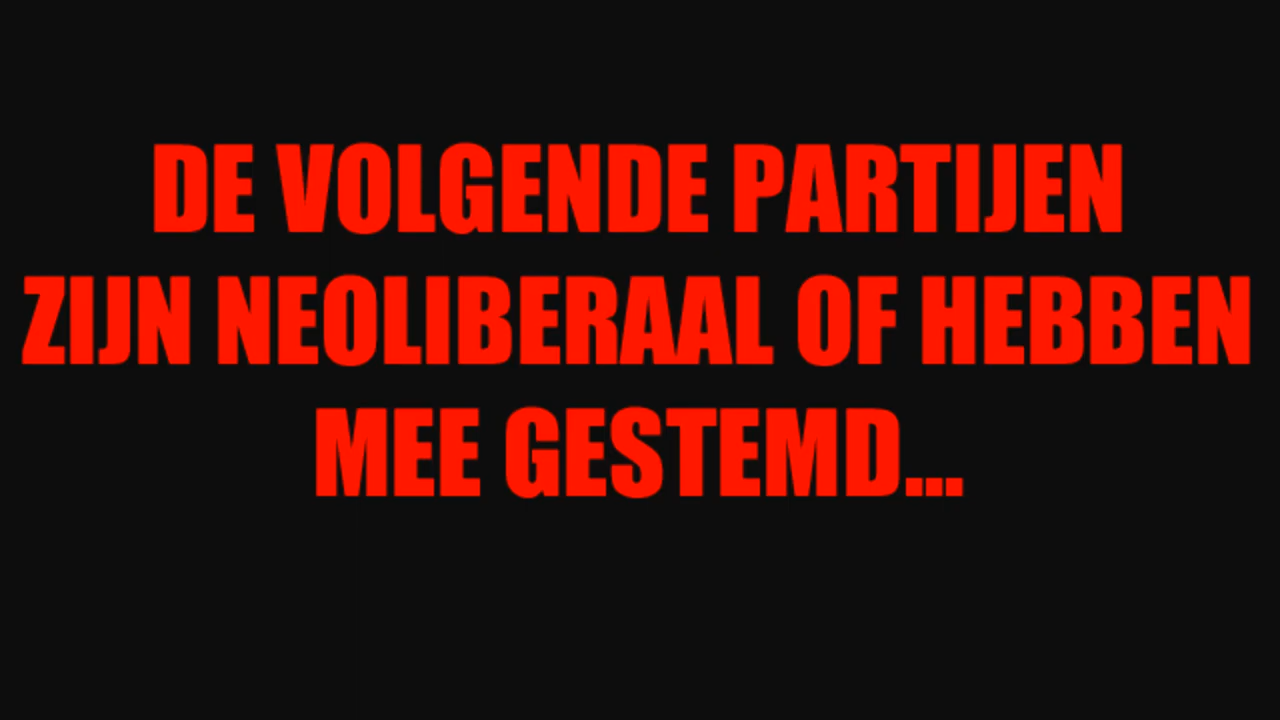 DE VOLGENDE PARTIJEN
ZIJN NEOLIBERAAL OF HEBBEN
MEE GESTEMD...